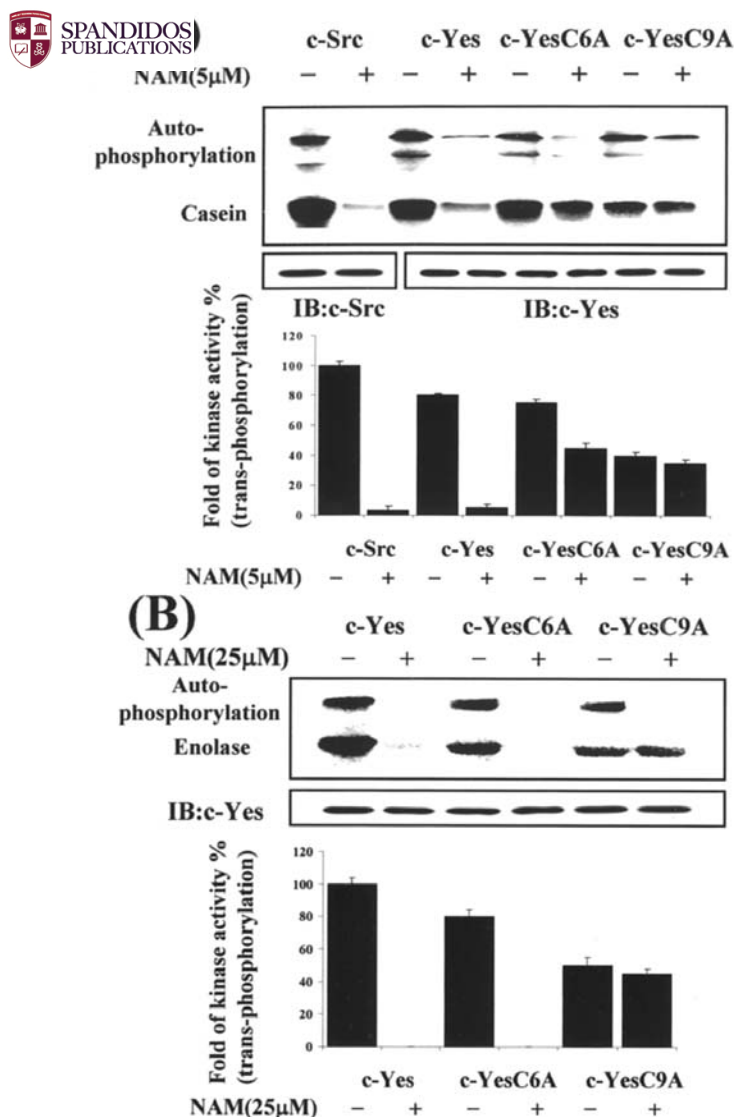 SPANDIDOS
PUBLICATIONS
)
c-Src c-Yes c-YesC6A c-YesC9A
NAM(5μM) − + − + − + − +
Auto-
phosphorylation
Casein
IB:c-Src IB:c-Yes
Fold of kinase activity %
(trans-phosphorylation)
120
100
80
60
40
20
0
c-Src c-Yes c-YesC6A c-YesC9A
NAM(5μM) − + − + − + − +
(B)
c-Yes c-YesC6A c-YesC9A
NAM(25μM) − + − + − +
Auto-
phosphorylation
Enolase
IB:c-Yes
Fold of kinase activity %
(trans-phosphorylation)
120
100
80
60
40
20
0
c-Yes c-YesC6A c-YesC9A
NAM(25μM) − + − + − +